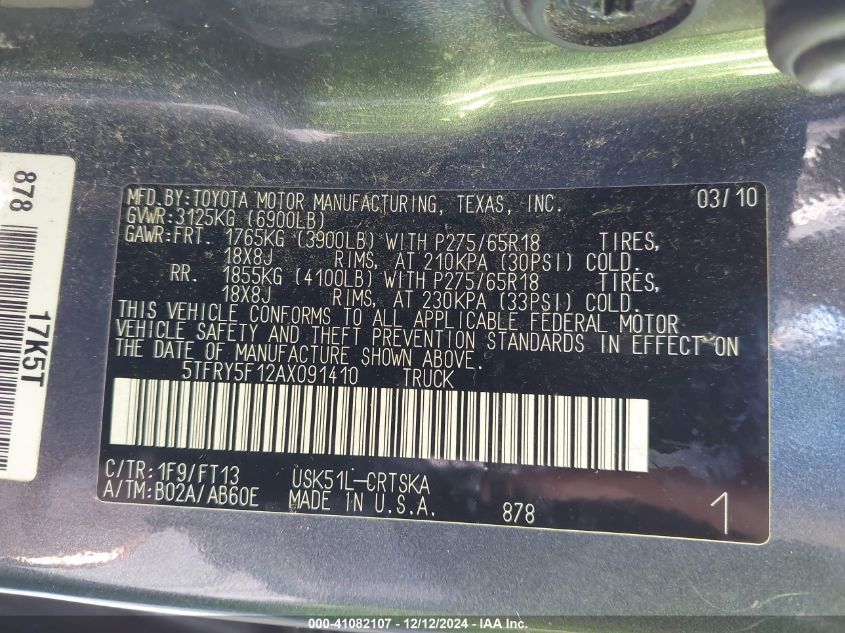 MFD.BY:TOYOTA MOTOR MANUFACTURING, TEXAS, INC. 03/10
GVWR:3125KG (6900LB)
GAWR:FRT. 1765KG (3900LB) WITH P275/65R18 TIRES,
18X8J RIMS, AT 210KPA (30PSI) COLD.
RR. 1855KG (4100LB) WITH P275/65R18 TIRES,
18X8J RIMS, AT 230KPA (33PSI) COLD.
THIS VEHICLE CONFORMS TO ALL APPLICABLE FEDERAL MOTOR
VEHICLE SAFETY AND THEFT PREVENTION STANDARDS IN EFFECT ON
THE DATE OF MANUFACTURE SHOWN ABOVE.
5TFRY5F12AX091410 TRUCK
C/TR:1F9/FT13 USK51L-CRTSKA
A/TM:B02A/AB60E MADE IN U.S.A. 878 1
878
17K5T
000-41082107 - 12/12/2024 - IAA Inc.